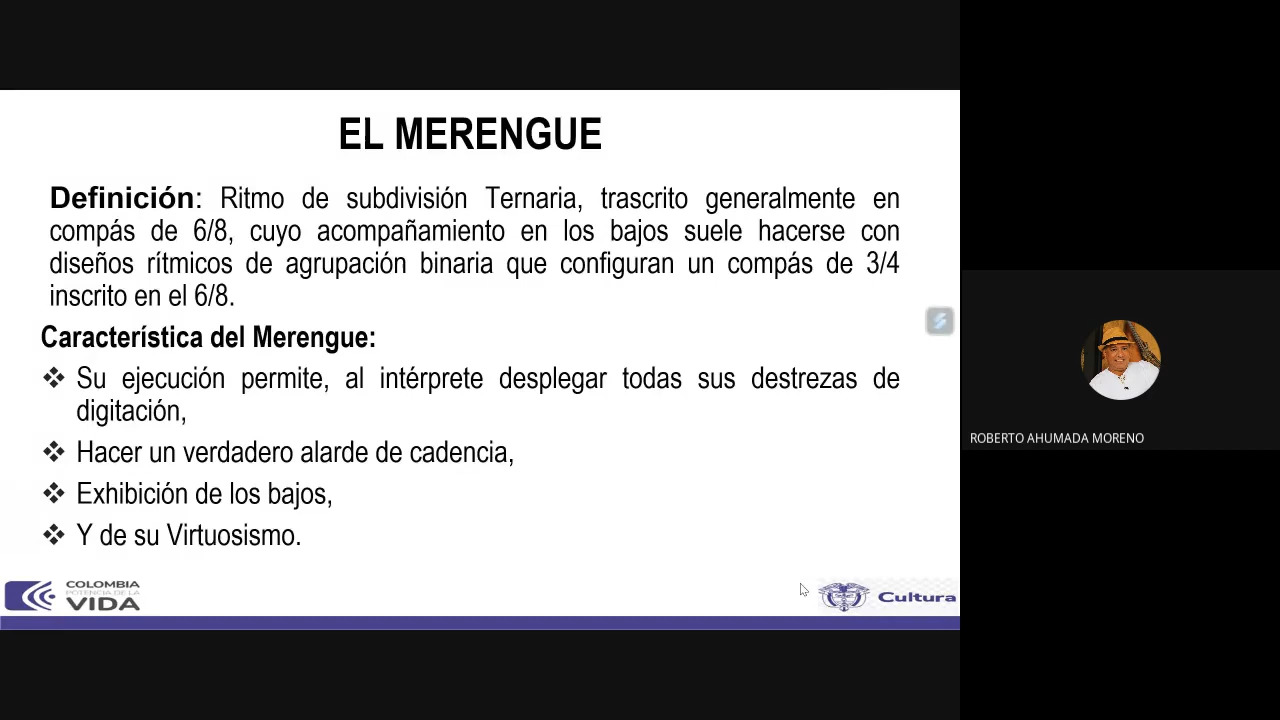 EL MERENGUE
Definición: Ritmo de subdivisión Ternaria, trascrito generalmente en
compás de 6/8, cuyo acompañamiento en los bajos suele hacerse con
diseños rítmicos de agrupación binaria que configuran un compás de 3/4
inscrito en el 6/8.
Característica del Merengue:
❖ Su ejecución permite, al intérprete desplegar todas sus destrezas de
digitación,
❖ Hacer un verdadero alarde de cadencia,
❖ Exhibición de los bajos,
❖ Y de su Virtuosismo.
COLOMBIA
POTENCIA DE LA
VIDA
Cultura
ROBERTO AHUMADA MORENO